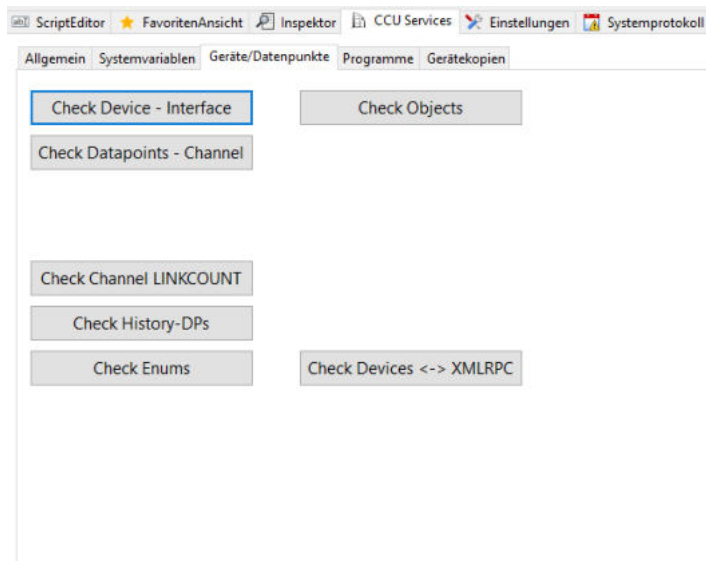 ScriptEditor FavoritenAnsicht Inspektor CCU Services Einstellungen Systemprotokoll
Allgemein Systemvariablen Geräte/Datenpunkte Programme Gerätekopien
Check Device - Interface Check Objects
Check Datapoints - Channel
Check Channel LINKCOUNT
Check History-DPs
Check Enums Check Devices <-> XMLRPC